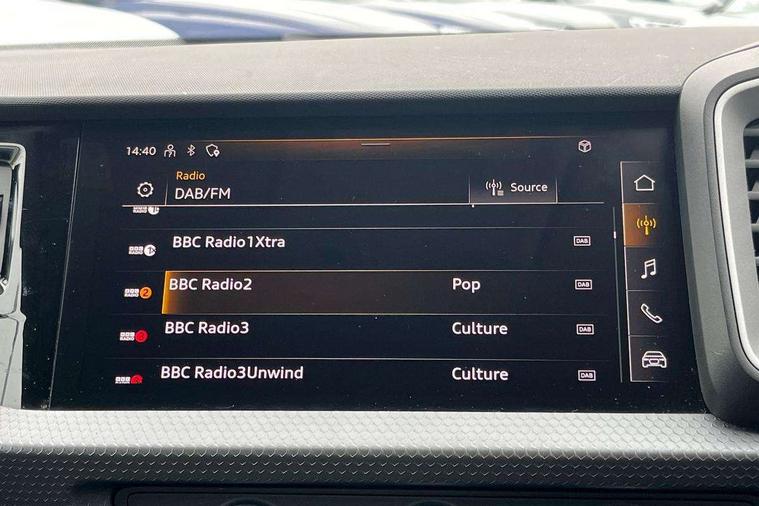 14:40
Radio
DAB/FM
Source
BBC Radio1Xtra DAB
BBC Radio2 Pop DAB
BBC Radio3 Culture DAB
BBC Radio3Unwind Culture DAB